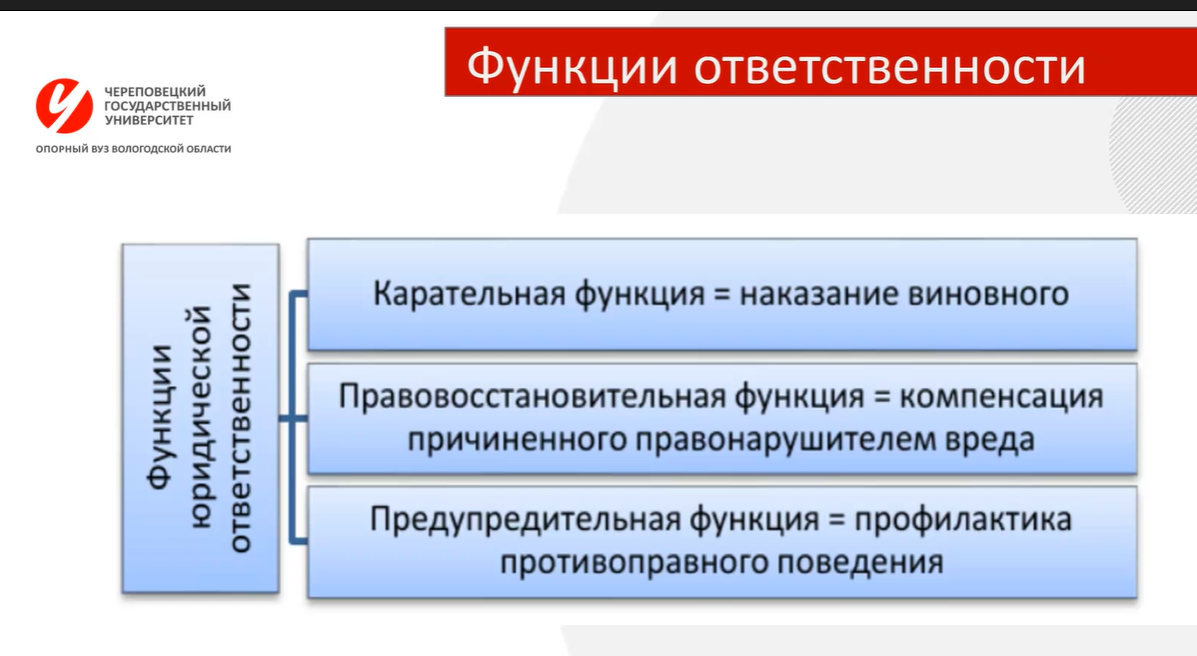 Функции ответственности
ЧЕРЕПОВЕЦКИЙ
ГОСУДАРСТВЕННЫЙ
УНИВЕРСИТЕТ
ОПОРНЫЙ ВУЗ ВОЛОГОДСКОЙ ОБЛАСТИ
Функции
юридической
ответственности
Карательная функция = наказание виновного
Правовосстановительная функция = компенсация
причиненного правонарушителем вреда
Предупредительная функция = профилактика
противоправного поведения